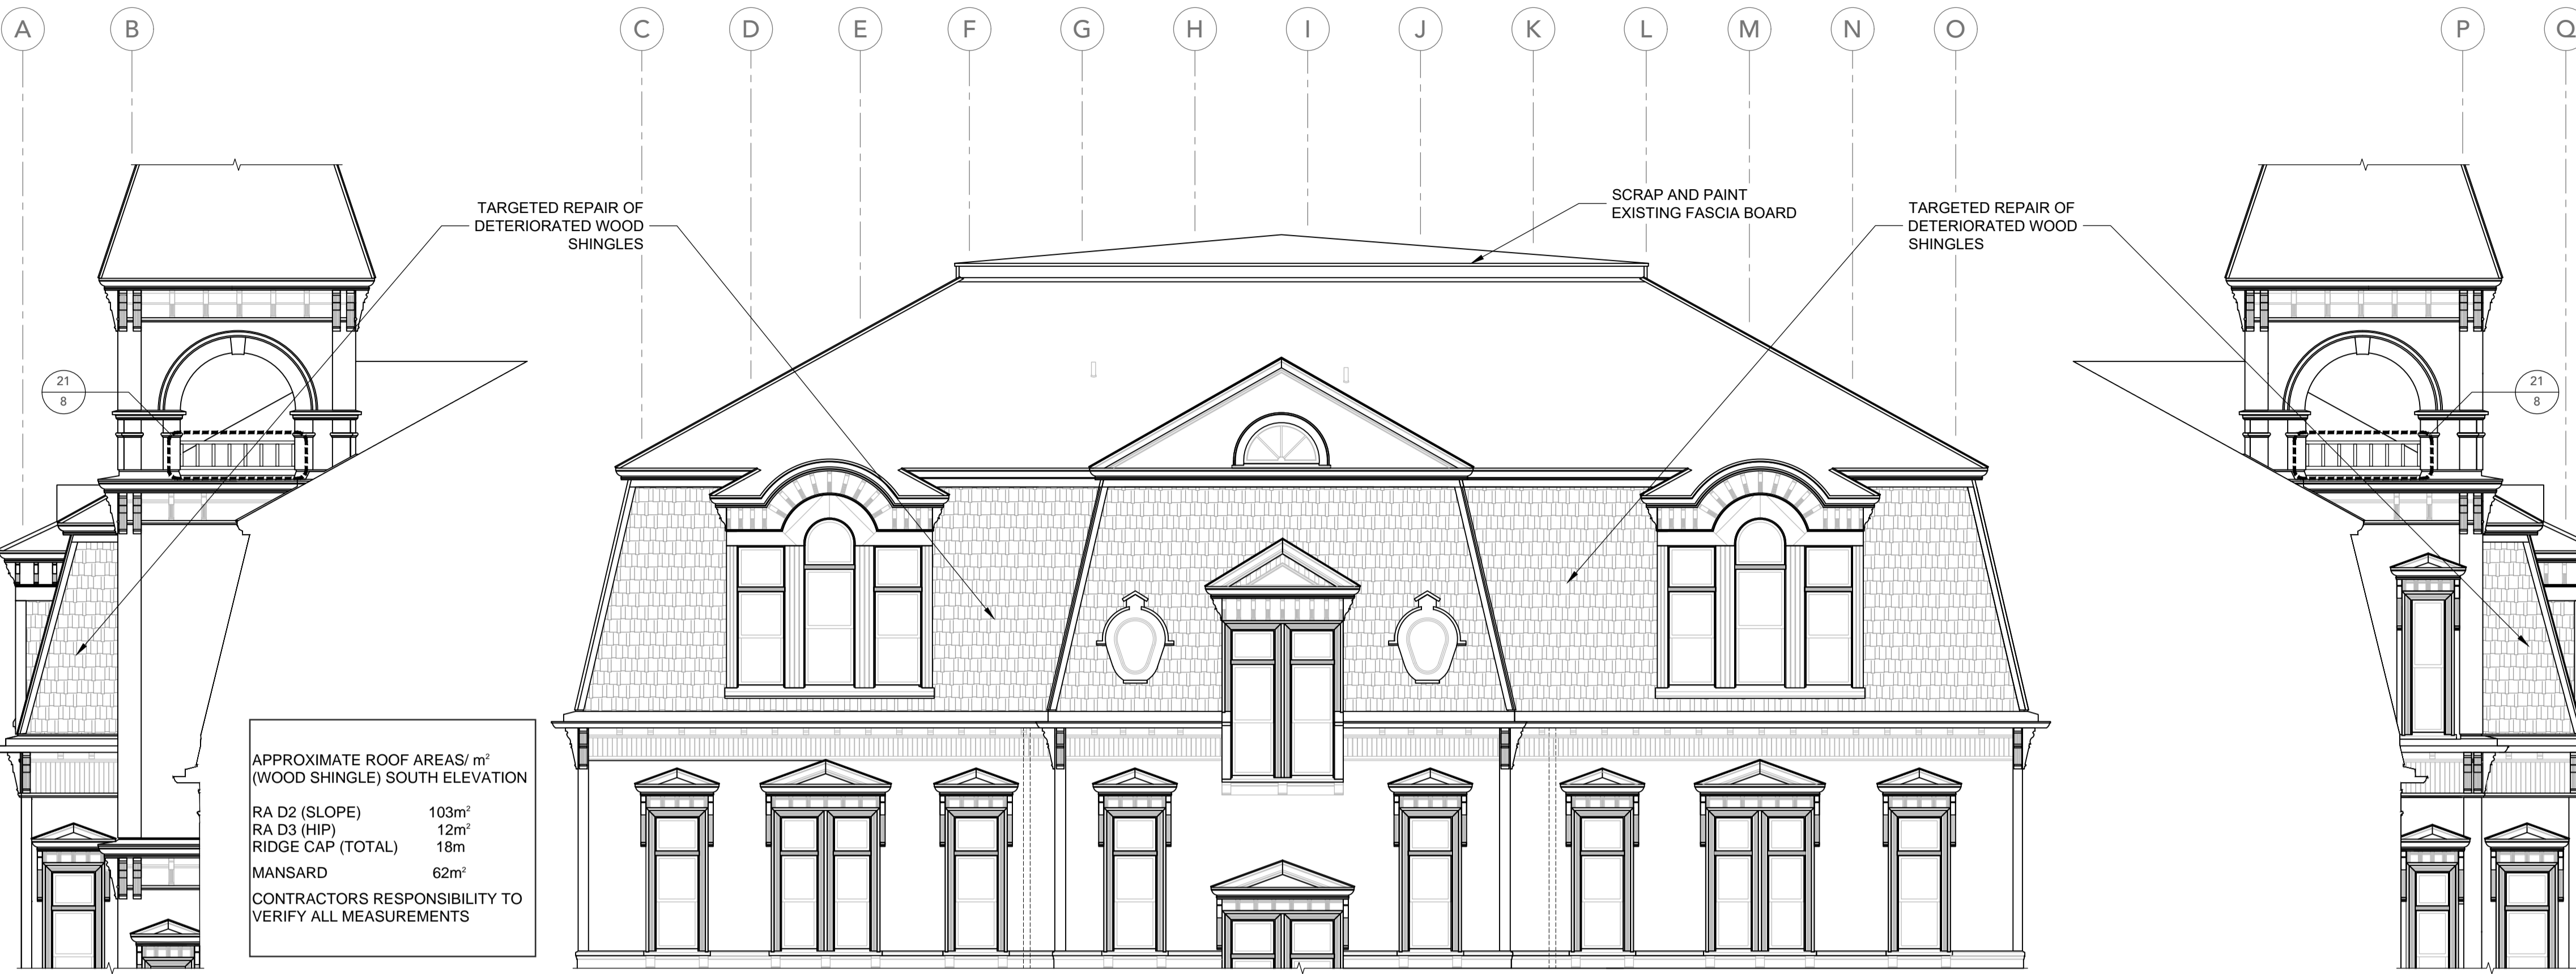 A B C D E F G H I J K L M N O P Q
TARGETED REPAIR OF
DETERIORATED WOOD
SHINGLES
SCRAP AND PAINT
EXISTING FASCIA BOARD
TARGETED REPAIR OF
DETERIORATED WOOD
SHINGLES
21
8
21
8
APPROXIMATE ROOF AREAS/ m²
(WOOD SHINGLE) SOUTH ELEVATION
RA D2 (SLOPE) 103m²
RA D3 (HIP) 12m²
RIDGE CAP (TOTAL) 18m
MANSARD 62m²
CONTRACTORS RESPONSIBILITY TO
VERIFY ALL MEASUREMENTS